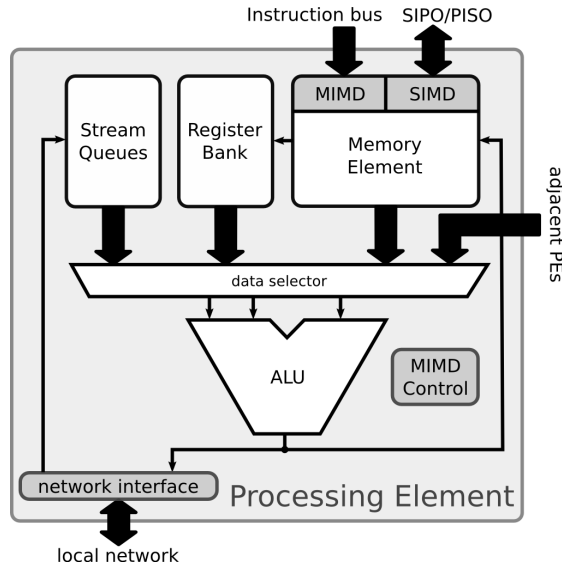 Instruction bus
SIPO/PISO
MIMD
SIMD
Stream
Queues
Register
Bank
Memory
Element
adjacent PEs
data selector
ALU
MIMD
Control
network interface
Processing Element
local network